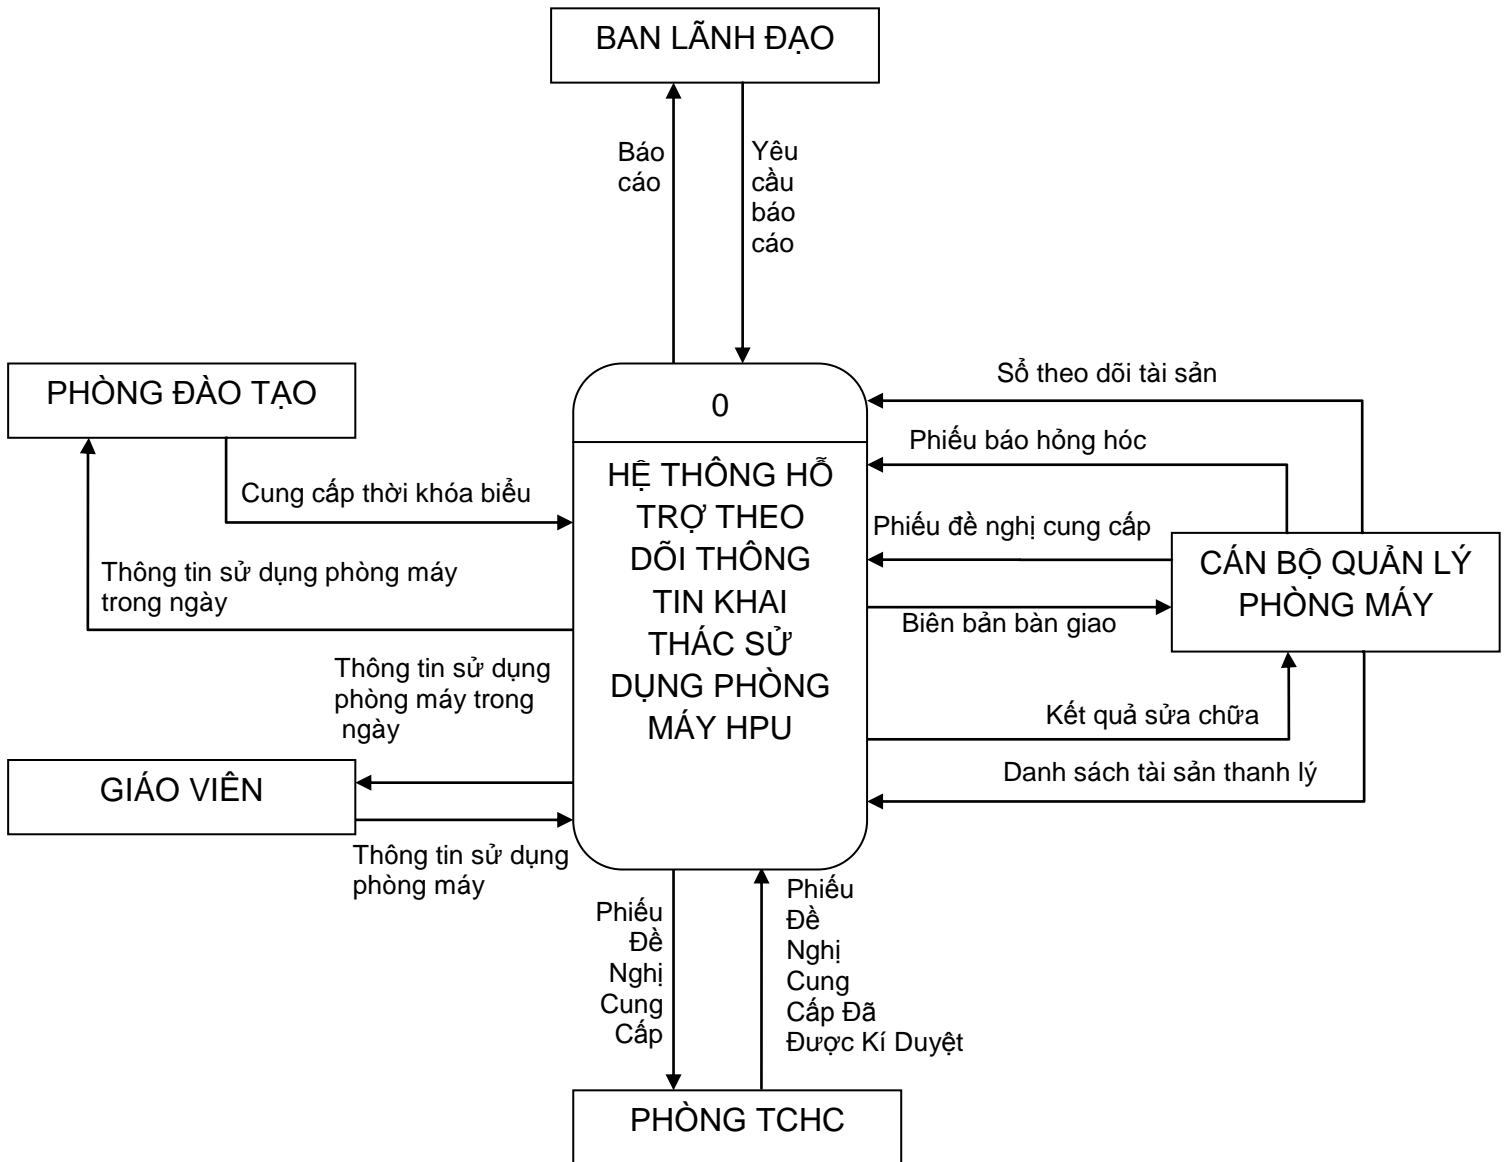 BAN LÃNH ĐẠO
Báo
cáo
Yêu
cầu
báo
cáo
PHÒNG ĐÀO TẠO
Cung cấp thời khóa biểu
Thông tin sử dụng phòng máy
trong ngày
Thông tin sử dụng
phòng máy trong
ngày
GIÁO VIÊN
Thông tin sử dụng
phòng máy
0
HỆ THÔNG HỖ
TRỢ THEO
DÕI THÔNG
TIN KHAI
THÁC SỬ
DỤNG PHÒNG
MÁY HPU
Sổ theo dõi tài sản
Phiếu báo hỏng hóc
Phiếu đề nghị cung cấp
CÁN BỘ QUẢN LÝ
PHÒNG MÁY
Biên bản bàn giao
Kết quả sửa chữa
Danh sách tài sản thanh lý
Phiếu
Đề
Nghị
Cung
Cấp
Phiếu
Đề
Nghị
Cung
Cấp Đã
Được Kí Duyệt
PHÒNG TCHC